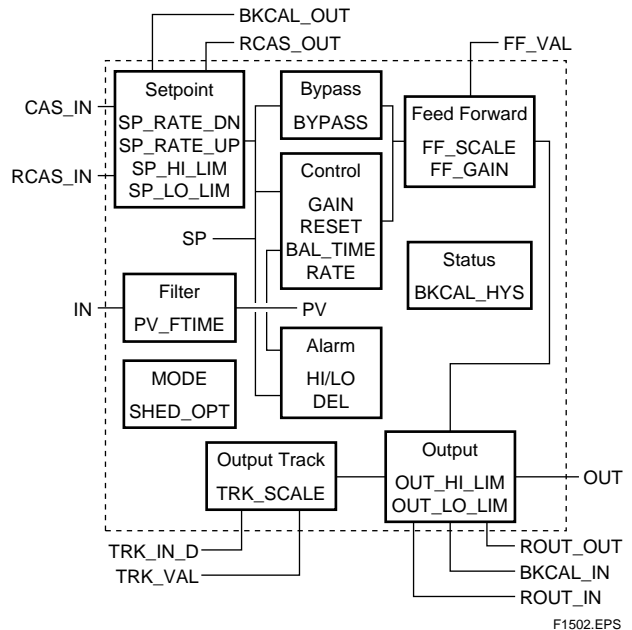 BKCAL_OUT
RCAS_OUT
FF_VAL
CAS_IN
RCAS_IN
Setpoint
SP_RATE_DN
SP_RATE_UP
SP_HI_LIM
SP_LO_LIM
Bypass
BYPASS
Feed Forward
FF_SCALE
FF_GAIN
Control
GAIN
RESET
BAL_TIME
RATE
SP
Status
BKCAL_HYS
IN
Filter
PV_FTIME
PV
Alarm
HI/LO
DEL
MODE
SHED_OPT
Output Track
TRK_SCALE
Output
OUT_HI_LIM
OUT_LO_LIM
OUT
TRK_IN_D
TRK_VAL
ROUT_OUT
BKCAL_IN
ROUT_IN
F1502.EPS